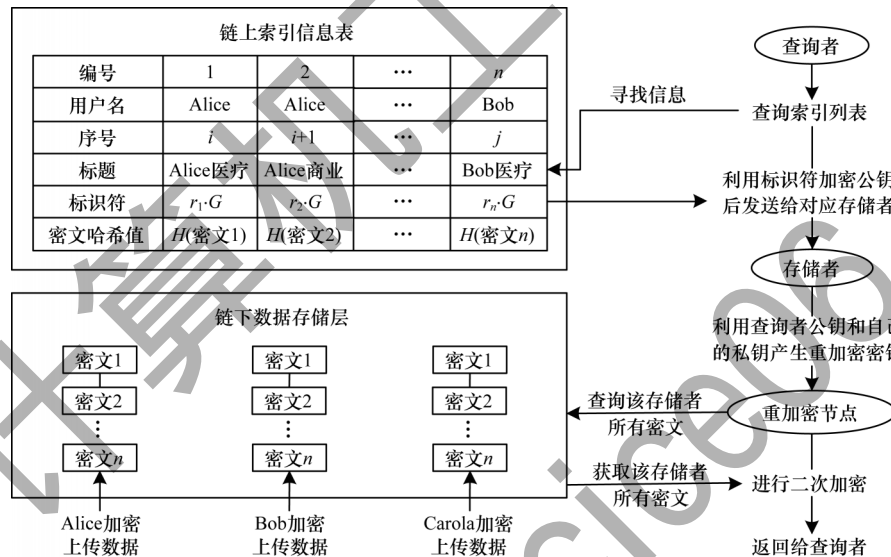 链上索引信息表
编号 1 2 … n
用户名 Alice Alice … Bob
序号 i i+1 … j
标题 Alice医疗 Alice商业 … Bob医疗
标识符 r₁·G r₂·G … rₙ·G
密文哈希值 H(密文1) H(密文2) … H(密文n)
链下数据存储层
密文1 密文1 密文1
密文2 密文2 密文2
⋮ ⋮ ⋮
密文n 密文n 密文n
Alice加密 Bob加密 Carola加密
上传数据 上传数据 上传数据
查询者
寻找信息
查询索引列表
利用标识符加密公钥
后发送给对应存储者
存储者
利用查询者公钥和自己
的私钥产生重加密密钥
查询该存储者
所有密文
重加密节点
获取该存储者
所有密文
进行二次加密
返回给查询者
计算机工